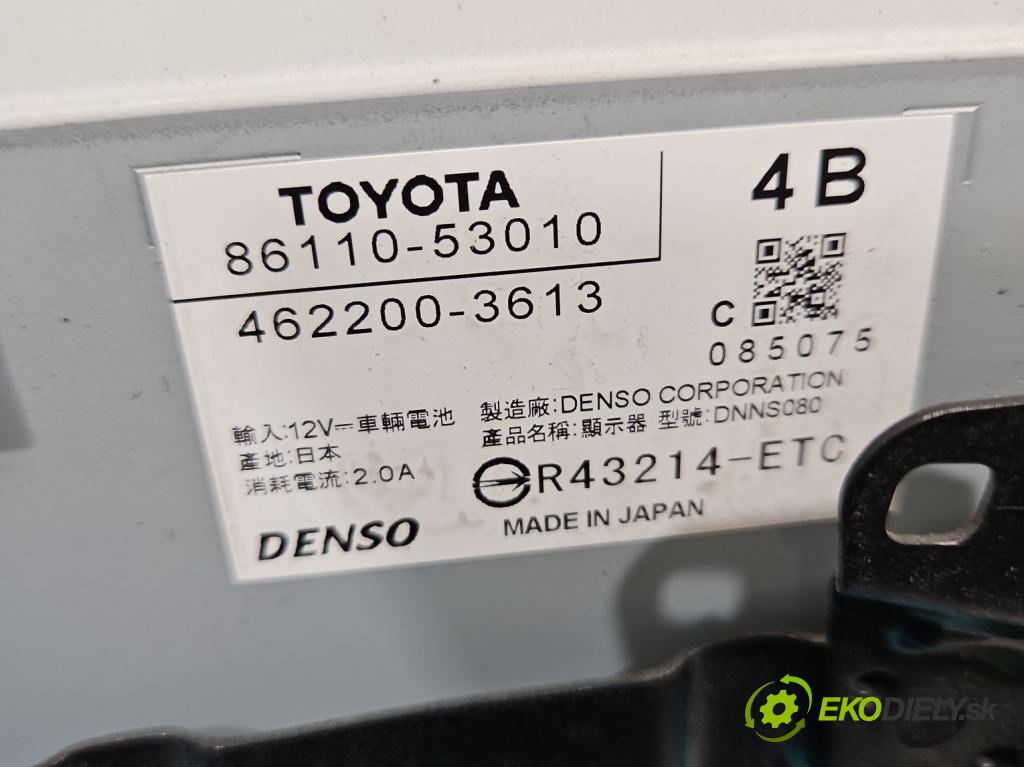 TOYOTA
86110-53010
4B
462200-3613
C
085075
輸入:12V⎓車輛電池
產地:日本
消耗電流:2.0A
製造廠:DENSO CORPORATION
產品名稱:顯示器 型號:DNNS080
R43214-ETC
DENSO
MADE IN JAPAN
EKODIELY.sk